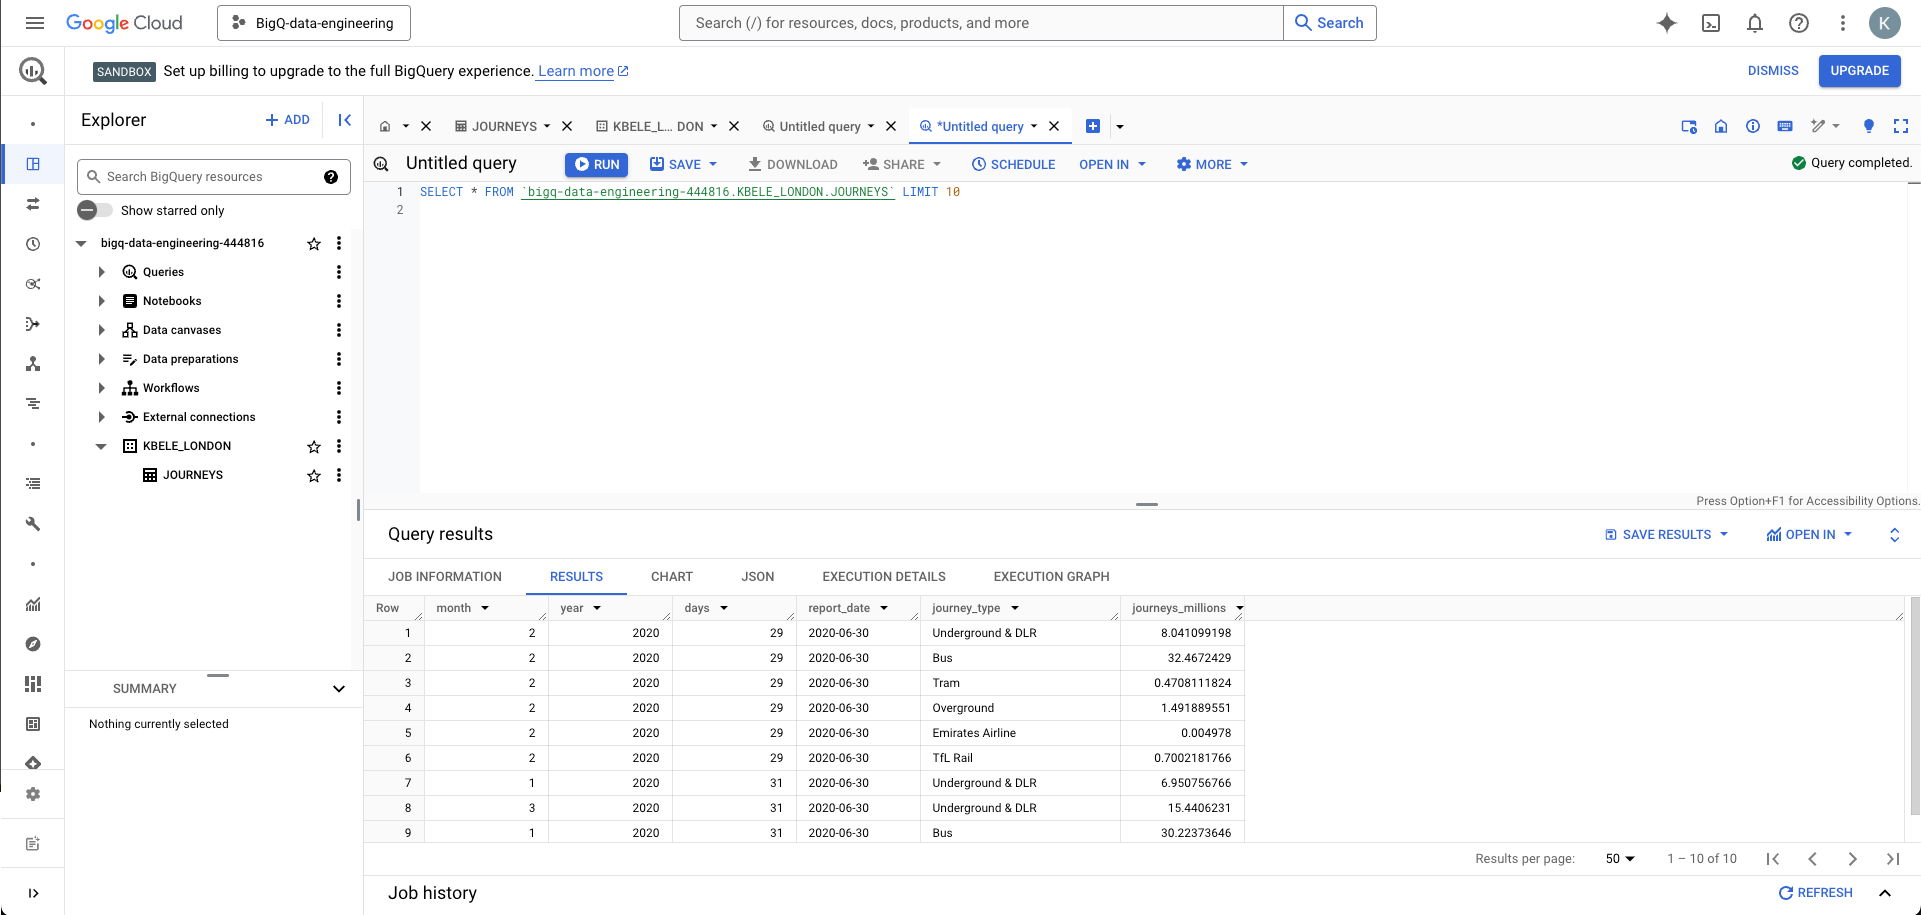 Google Cloud BigQ-data-engineering Search (/) for resources, docs, products, and more Search K
SANDBOX Set up billing to upgrade to the full BigQuery experience. Learn more DISMISS UPGRADE
Explorer + ADD
JOURNEYS KBELE_L... DON Untitled query *Untitled query
Untitled query RUN SAVE DOWNLOAD SHARE SCHEDULE OPEN IN MORE Query completed.
Search BigQuery resources
Show starred only
1 SELECT * FROM `bigq-data-engineering-444816.KBELE_LONDON.JOURNEYS` LIMIT 10
2
bigq-data-engineering-444816
Queries
Notebooks
Data canvases
Data preparations
Workflows
External connections
KBELE_LONDON
JOURNEYS
SUMMARY
Nothing currently selected
Press Option+F1 for Accessibility Options.
Query results SAVE RESULTS OPEN IN
JOB INFORMATION RESULTS CHART JSON EXECUTION DETAILS EXECUTION GRAPH
Row month year days report_date journey_type journeys_millions
1 2 2020 29 2020-06-30 Underground & DLR 8.041099198
2 2 2020 29 2020-06-30 Bus 32.4672429
3 2 2020 29 2020-06-30 Tram 0.4708111824
4 2 2020 29 2020-06-30 Overground 1.491889551
5 2 2020 29 2020-06-30 Emirates Airline 0.004978
6 2 2020 29 2020-06-30 TfL Rail 0.7002181766
7 1 2020 31 2020-06-30 Underground & DLR 6.950756766
8 3 2020 31 2020-06-30 Underground & DLR 15.4406231
9 1 2020 31 2020-06-30 Bus 30.22373646
Results per page: 50 1 – 10 of 10
Job history REFRESH